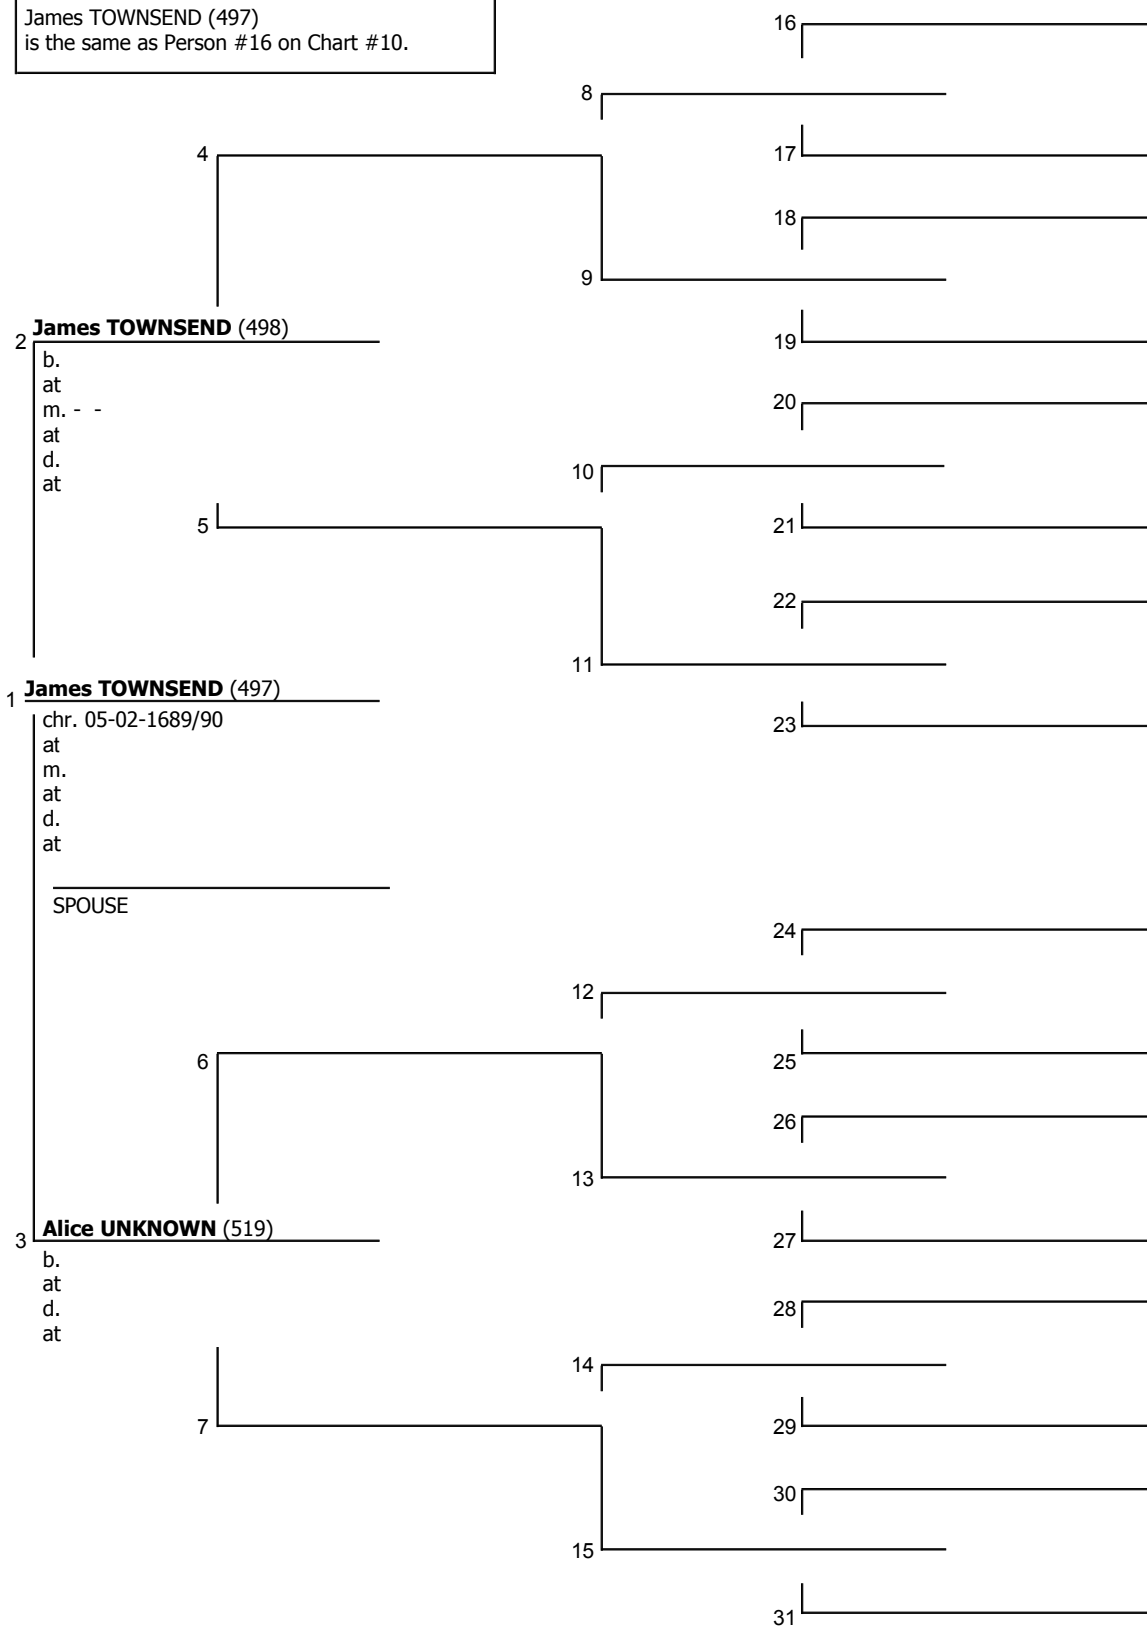 James TOWNSEND (497)
is the same as Person #16 on Chart #10.
16
8
4
17
18
9
2 James TOWNSEND (498)
19
b.
at
m. - -
20
at
d.
10
at
5
21
22
11
1 James TOWNSEND (497)
chr. 05-02-1689/90
23
at
m.
at
d.
at
SPOUSE
24
12
6
25
26
13
3 Alice UNKNOWN (519)
27
b.
at
d.
28
at
14
7
29
30
15
31